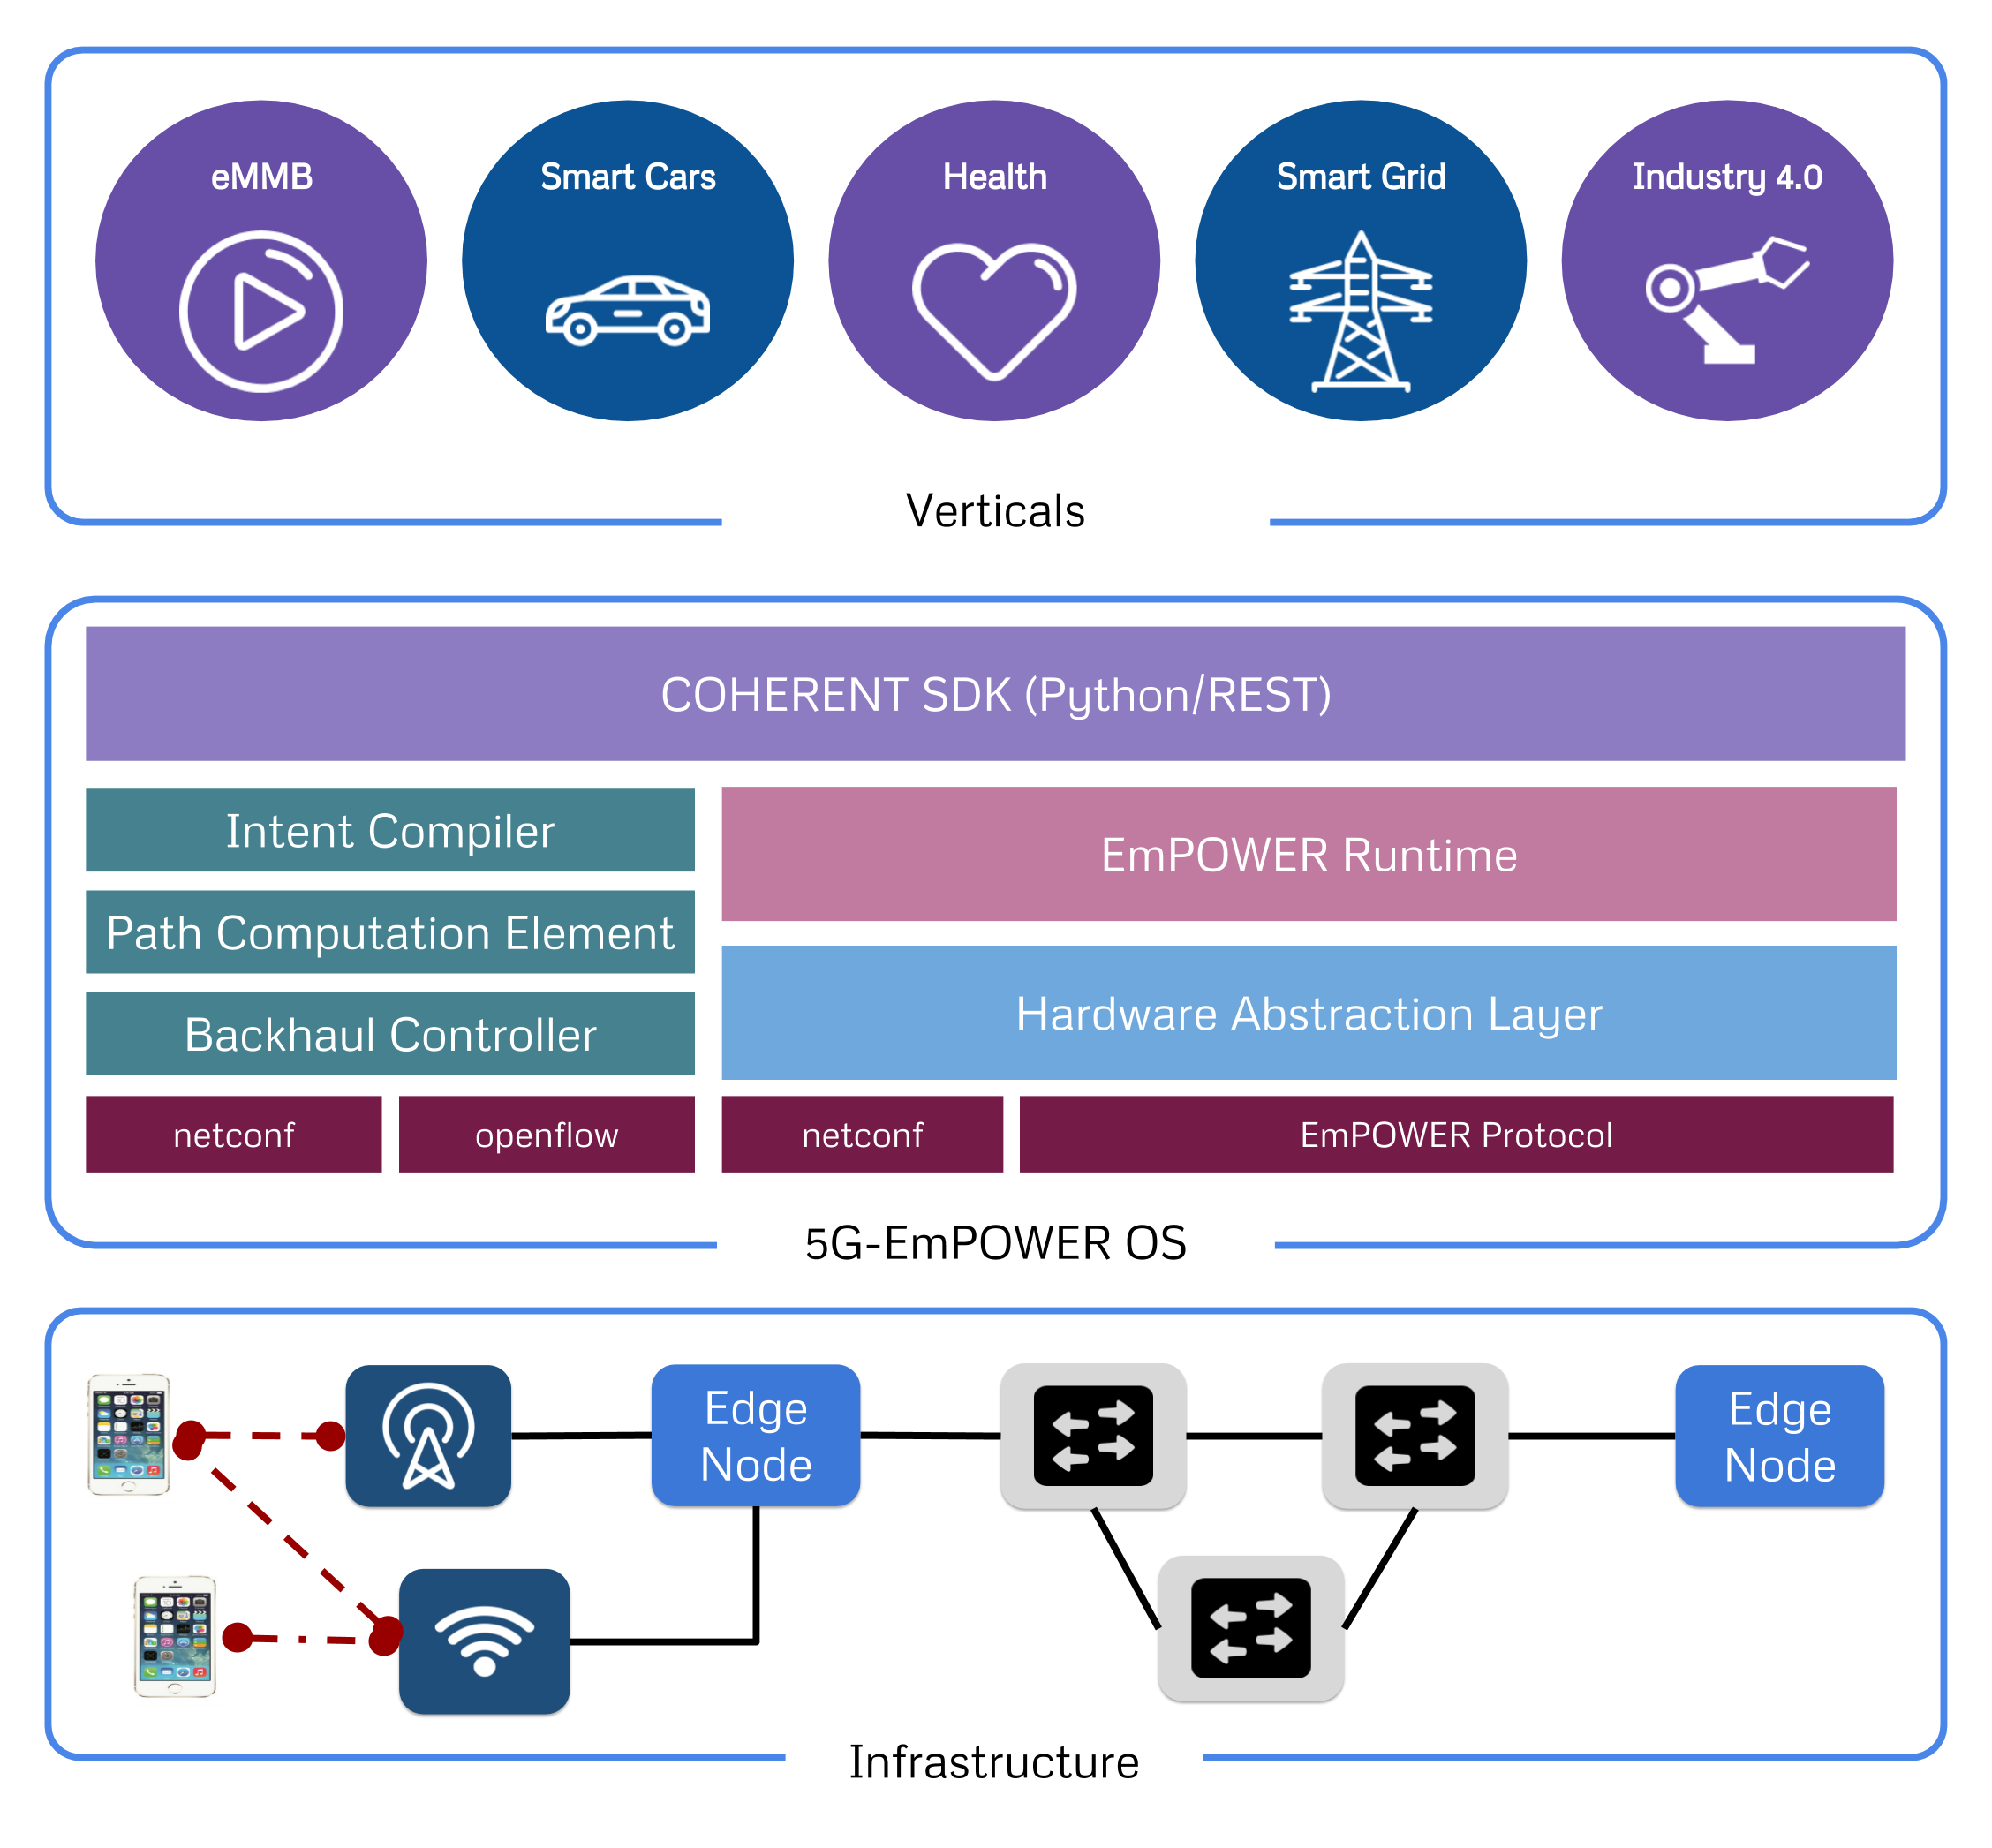 eMMB
Smart Cars
Health
Smart Grid
Industry 4.0
Verticals
COHERENT SDK (Python/REST)
Intent Compiler
EmPOWER Runtime
Path Computation Element
Hardware Abstraction Layer
Backhaul Controller
netconf
openflow
netconf
EmPOWER Protocol
5G-EmPOWER OS
Edge
Node
Edge
Node
Infrastructure